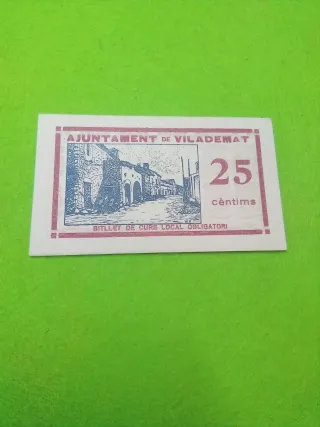 AJUNTAMENT DE VILADEMAT
25
cèntims
BITLLET DE CURS LOCAL OBLIGATORI